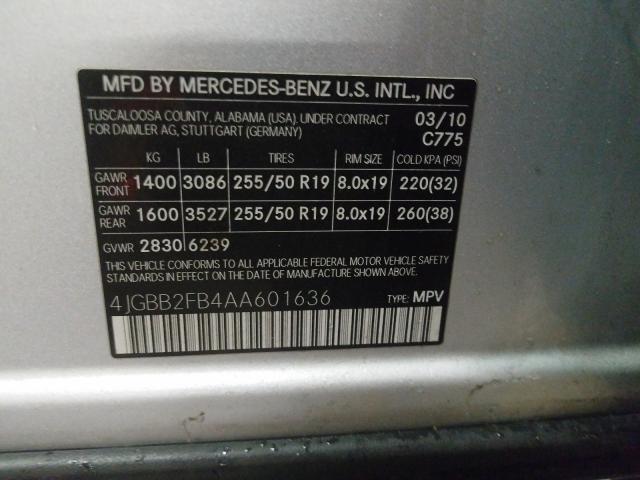 MFD BY MERCEDES-BENZ U.S. INTL., INC
TUSCALOOSA COUNTY, ALABAMA (USA). UNDER CONTRACT 03/10
FOR DAIMLER AG, STUTTGART (GERMANY) C775
KG LB TIRES RIM SIZE COLD KPA (PSI)
GAWR FRONT 1400 3086 255/50 R19 8.0x19 220(32)
GAWR REAR 1600 3527 255/50 R19 8.0x19 260(38)
GVWR 2830 6239
THIS VEHICLE CONFORMS TO ALL APPLICABLE FEDERAL MOTOR VEHICLE SAFETY
STANDARDS IN EFFECT ON THE DATE OF MANUFACTURE SHOWN ABOVE.
4JGBB2FB4AA601636 TYPE: MPV